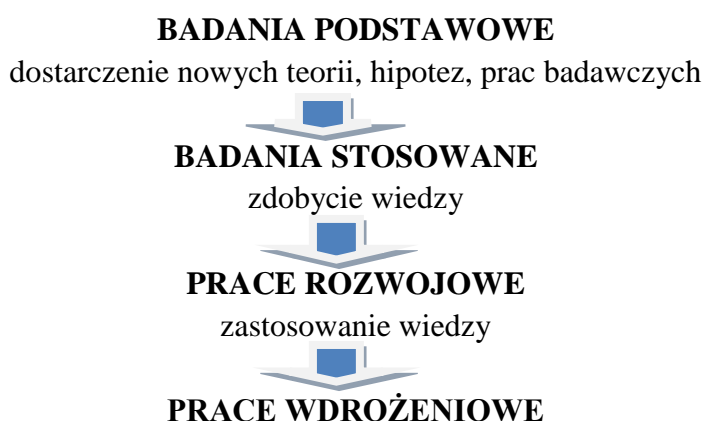 BADANIA PODSTAWOWE
dostarczenie nowych teorii, hipotez, prac badawczych
BADANIA STOSOWANE
zdobycie wiedzy
PRACE ROZWOJOWE
zastosowanie wiedzy
PRACE WDROŻENIOWE